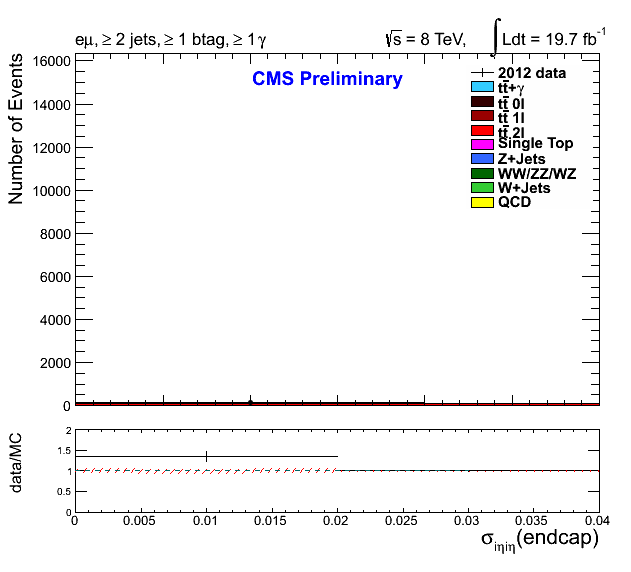 eμ, ≥ 2 jets, ≥ 1 btag, ≥ 1 γ √s = 8 TeV, ∫ Ldt = 19.7 fb⁻¹
CMS Preliminary
Number of Events
16000
14000
12000
10000
8000
6000
4000
2000
0
2012 data
tt̄+γ
tt̄ 0l
tt̄ 1l
tt̄ 2l
Single Top
Z+Jets
WW/ZZ/WZ
W+Jets
QCD
data/MC
2
1.5
1
0.5
0
0 0.005 0.01 0.015 0.02 0.025 0.03 0.035 0.04
σiηiη(endcap)